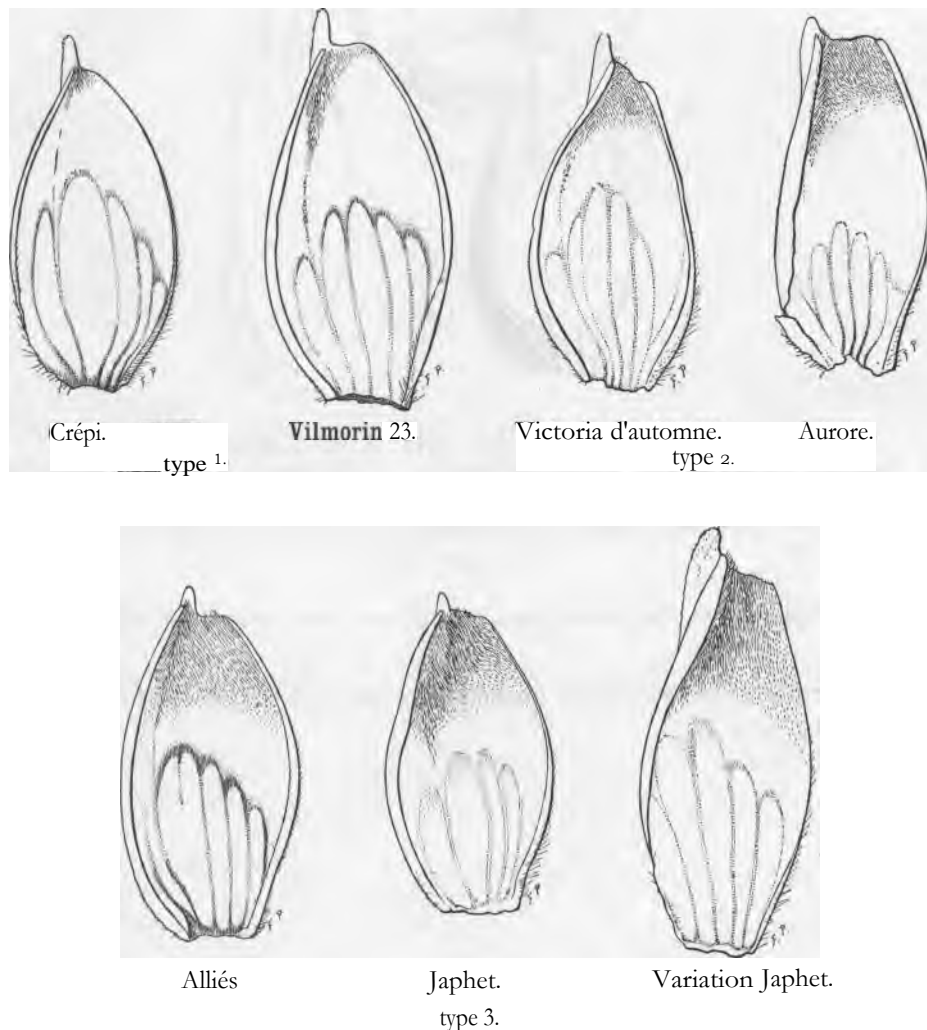 Crépi. Vilmorin 23. Victoria d'automne. Aurore.
type 1. type 2.
Alliés Japhet. Variation Japhet.
type 3.